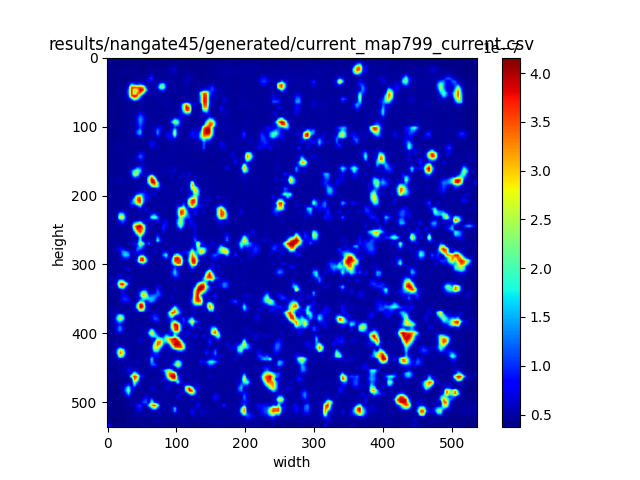 results/nangate45/generated/current_map799_current.csv
1e−7
0
100
200
300
400
500
height
0 100 200 300 400 500
width
4.0
3.5
3.0
2.5
2.0
1.5
1.0
0.5